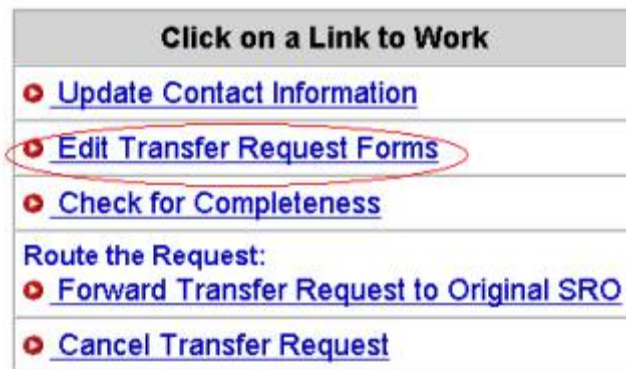 Click on a Link to Work
Update Contact Information
Edit Transfer Request Forms
Check for Completeness
Route the Request:
Forward Transfer Request to Original SRO
Cancel Transfer Request